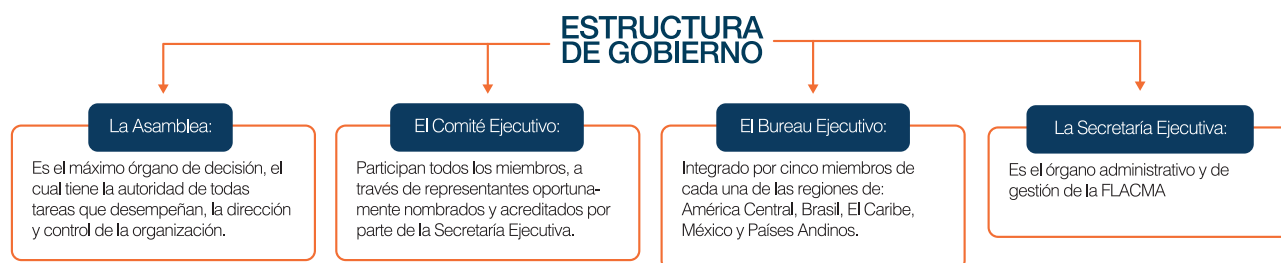 ESTRUCTURA
DE GOBIERNO
La Asamblea:
Es el máximo órgano de decisión, el
cual tiene la autoridad de todas
tareas que desempeñan, la dirección
y control de la organización.
El Comité Ejecutivo:
Participan todos los miembros, a
través de representantes oportuna-
mente nombrados y acreditados por
parte de la Secretaría Ejecutiva.
El Bureau Ejecutivo:
Integrado por cinco miembros de
cada una de las regiones de:
América Central, Brasil, El Caribe,
México y Países Andinos.
La Secretaría Ejecutiva:
Es el órgano administrativo y de
gestión de la FLACMA